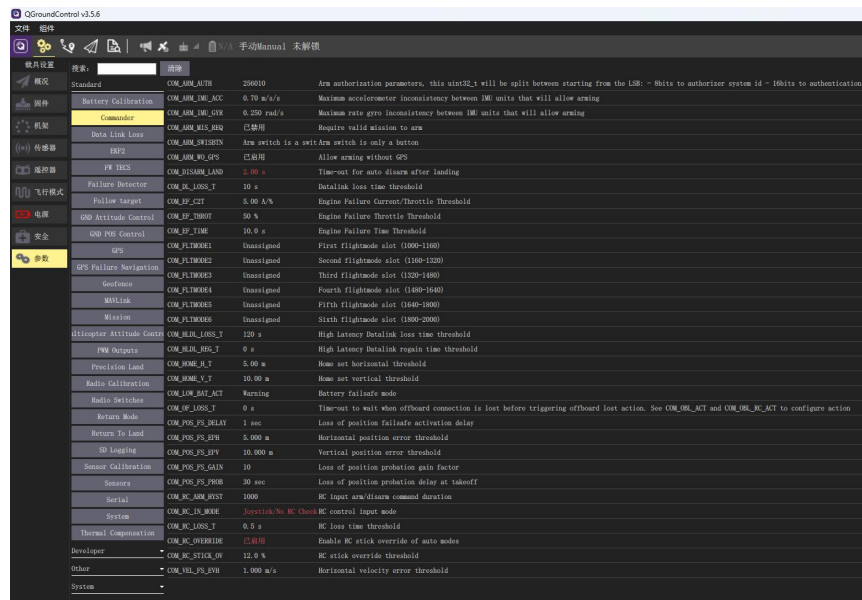 QGroundControl v3.5.6
文件 组件
N/A 手动Manual 未解锁
载具设置
概况
固件
机架
传感器
遥控器
飞行模式
电源
安全
参数
搜索: 清除
Standard
Battery Calibration
Commander
Data Link Loss
EKF2
FW TECS
Failure Detector
Follow target
GND Attitude Control
GND POS Control
GPS
GPS Failure Navigation
Geofence
MAVLink
Mission
lticopter Attitude Contr
PWM Outputs
Precision Land
Radio Calibration
Radio Switches
Return Mode
Return To Land
SD Logging
Sensor Calibration
Sensors
Serial
System
Thermal Compensation
Developer
Other
System
COM_ARM_AUTH 256010 Arm authorization parameters, this uint32_t will be split between starting from the LSB: - 8bits to authorizer system id - 16bits to authentication
COM_ARM_IMU_ACC 0.70 m/s/s Maximum accelerometer inconsistency between IMU units that will allow arming
COM_ARM_IMU_GYR 0.250 rad/s Maximum rate gyro inconsistency between IMU units that will allow arming
COM_ARM_MIS_REQ 已禁用 Require valid mission to arm
COM_ARM_SWISBTN Arm switch is a swit Arm switch is only a button
COM_ARM_WO_GPS 已启用 Allow arming without GPS
COM_DISARM_LAND 2.00 s Time-out for auto disarm after landing
COM_DL_LOSS_T 10 s Datalink loss time threshold
COM_EF_C2T 5.00 A/% Engine Failure Current/Throttle Threshold
COM_EF_THROT 50 % Engine Failure Throttle Threshold
COM_EF_TIME 10.0 s Engine Failure Time Threshold
COM_FLTMODE1 Unassigned First flightmode slot (1000-1160)
COM_FLTMODE2 Unassigned Second flightmode slot (1160-1320)
COM_FLTMODE3 Unassigned Third flightmode slot (1320-1480)
COM_FLTMODE4 Unassigned Fourth flightmode slot (1480-1640)
COM_FLTMODE5 Unassigned Fifth flightmode slot (1640-1800)
COM_FLTMODE6 Unassigned Sixth flightmode slot (1800-2000)
COM_HLDL_LOSS_T 120 s High Latency Datalink loss time threshold
COM_HLDL_REG_T 0 s High Latency Datalink regain time threshold
COM_HOME_H_T 5.00 m Home set horizontal threshold
COM_HOME_V_T 10.00 m Home set vertical threshold
COM_LOW_BAT_ACT Warning Battery failsafe mode
COM_OF_LOSS_T 0 s Time-out to wait when offboard connection is lost before triggering offboard lost action. See COM_OBL_ACT and COM_OBL_RC_ACT to configure action
COM_POS_FS_DELAY 1 sec Loss of position failsafe activation delay
COM_POS_FS_EPH 5.000 m Horizontal position error threshold
COM_POS_FS_EPV 10.000 m Vertical position error threshold
COM_POS_FS_GAIN 10 Loss of position probation gain factor
COM_POS_FS_PROB 30 sec Loss of position probation delay at takeoff
COM_RC_ARM_HYST 1000 RC input arm/disarm command duration
COM_RC_IN_MODE Joystick/No RC Check RC control input mode
COM_RC_LOSS_T 0.5 s RC loss time threshold
COM_RC_OVERRIDE 已启用 Enable RC stick override of auto modes
COM_RC_STICK_OV 12.0 % RC stick override threshold
COM_VEL_FS_EVH 1.000 m/s Horizontal velocity error threshold